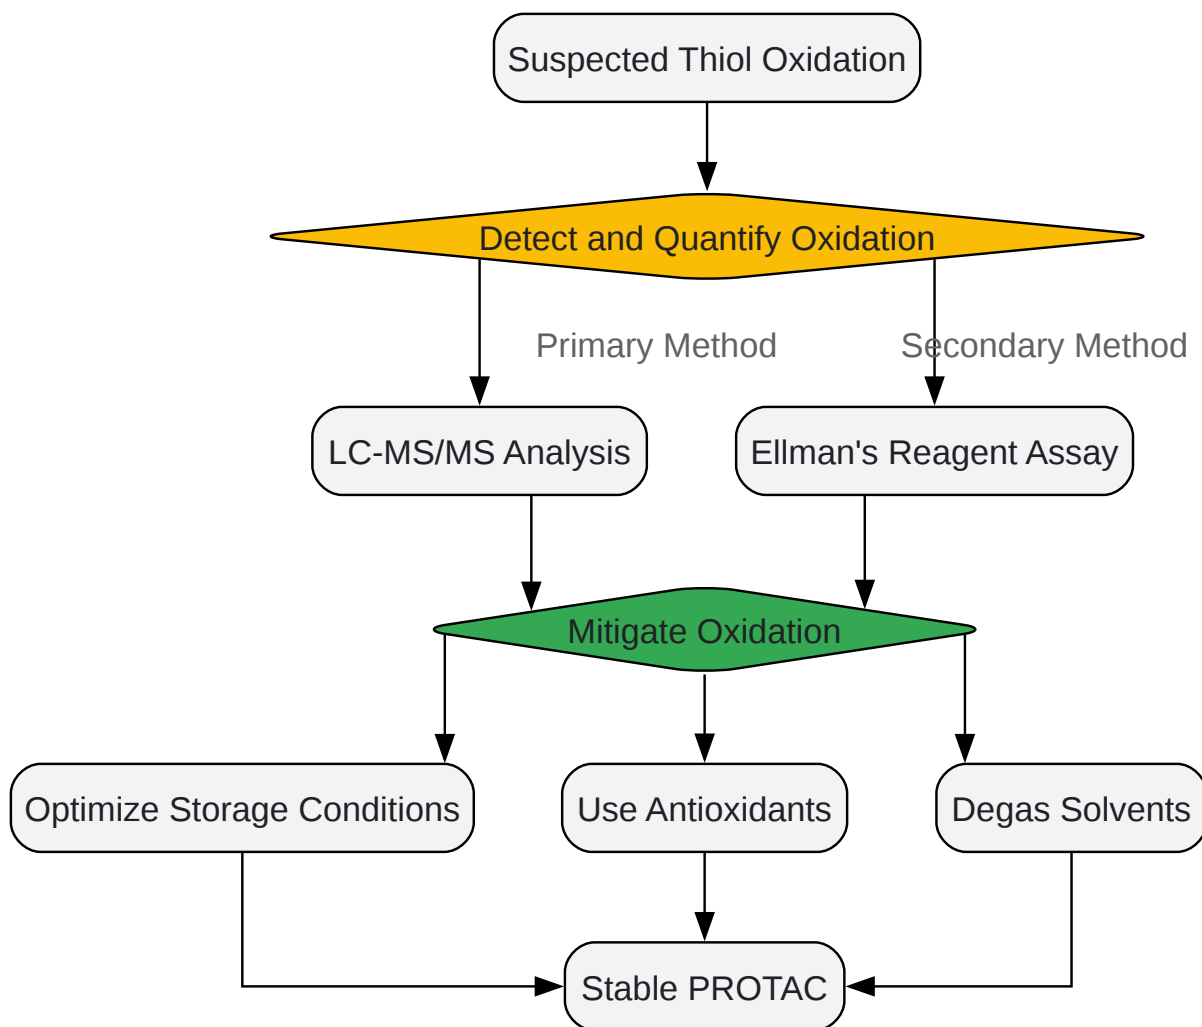 Suspected Thiol Oxidation
Detect and Quantify Oxidation
Primary Method
Secondary Method
LC-MS/MS Analysis
Ellman's Reagent Assay
Mitigate Oxidation
Optimize Storage Conditions
Use Antioxidants
Degas Solvents
Stable PROTAC